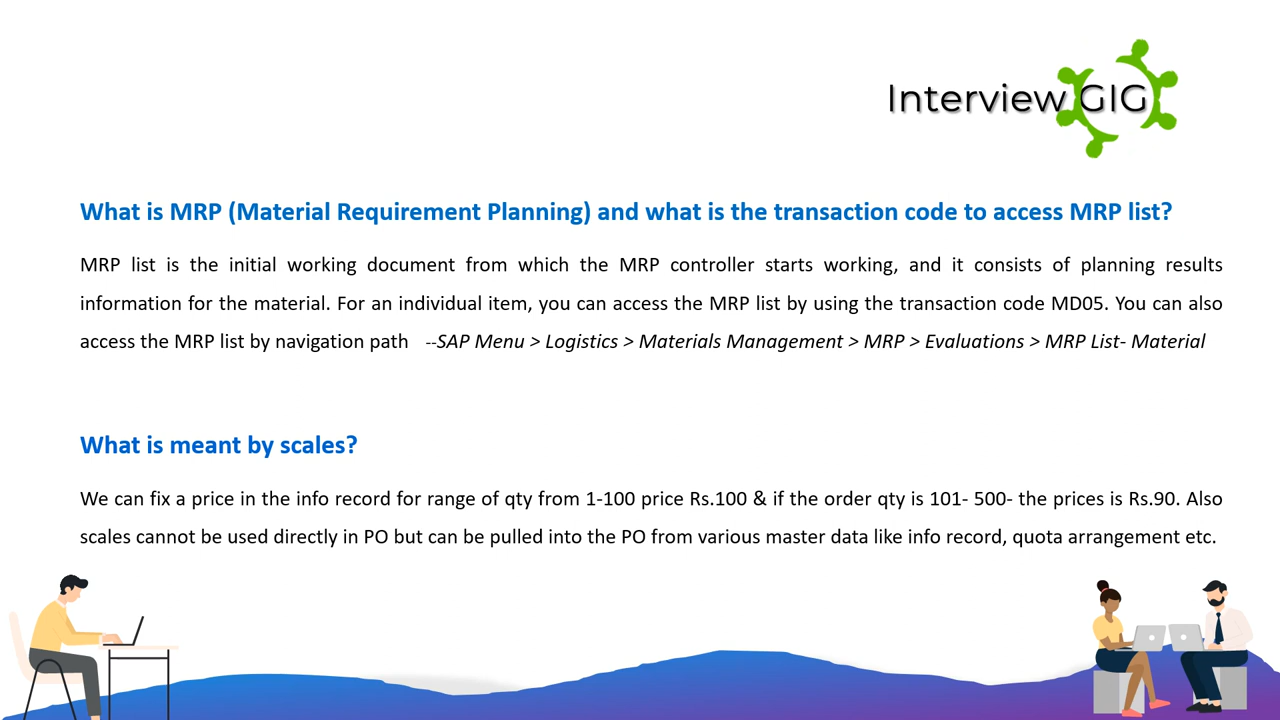 Interview GIG
What is MRP (Material Requirement Planning) and what is the transaction code to access MRP list?
MRP list is the initial working document from which the MRP controller starts working, and it consists of planning results
information for the material. For an individual item, you can access the MRP list by using the transaction code MD05. You can also
access the MRP list by navigation path --SAP Menu > Logistics > Materials Management > MRP > Evaluations > MRP List- Material
What is meant by scales?
We can fix a price in the info record for range of qty from 1-100 price Rs.100 & if the order qty is 101- 500- the prices is Rs.90. Also
scales cannot be used directly in PO but can be pulled into the PO from various master data like info record, quota arrangement etc.